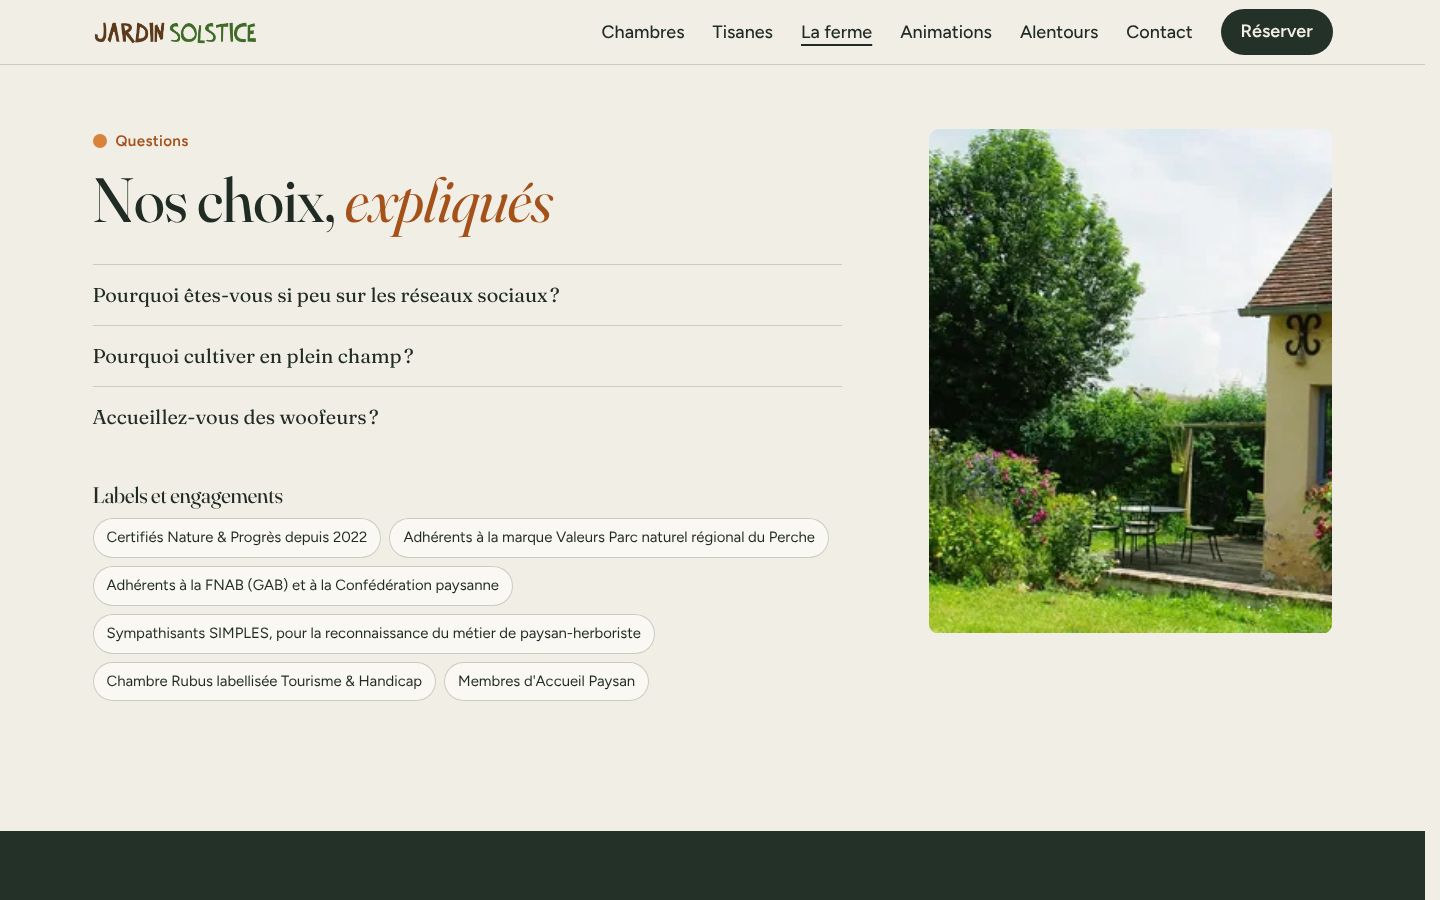 JARDIN SOLSTICE
Chambres
Tisanes
La ferme
Animations
Alentours
Contact
Réserver
Questions
Nos choix, expliqués
Pourquoi êtes-vous si peu sur les réseaux sociaux ?
Pourquoi cultiver en plein champ ?
Accueillez-vous des woofeurs ?
Labels et engagements
Certifiés Nature & Progrès depuis 2022
Adhérents à la marque Valeurs Parc naturel régional du Perche
Adhérents à la FNAB (GAB) et à la Confédération paysanne
Sympathisants SIMPLES, pour la reconnaissance du métier de paysan-herboriste
Chambre Rubus labellisée Tourisme & Handicap
Membres d'Accueil Paysan